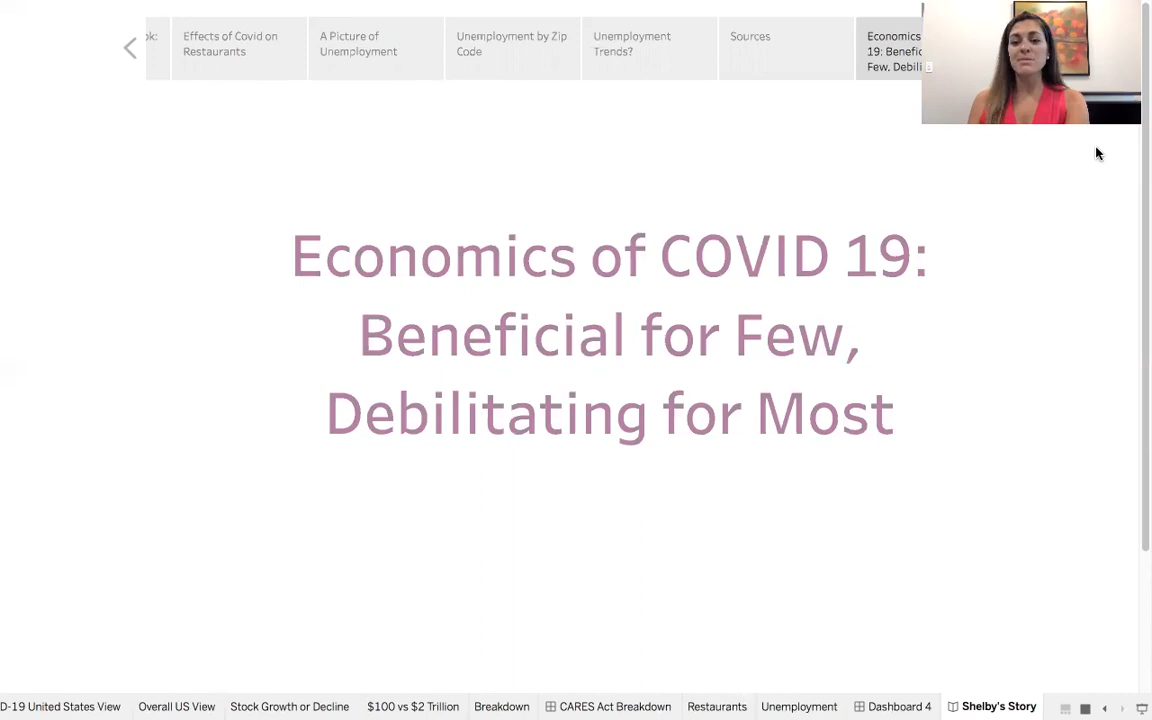 k:
Effects of Covid on
Restaurants
A Picture of
Unemployment
Unemployment by Zip
Code
Unemployment
Trends?
Sources
Economics
19: Benefic
Few, Debili
Economics of COVID 19:
Beneficial for Few,
Debilitating for Most
D-19 United States View
Overall US View
Stock Growth or Decline
$100 vs $2 Trillion
Breakdown
CARES Act Breakdown
Restaurants
Unemployment
Dashboard 4
Shelby's Story